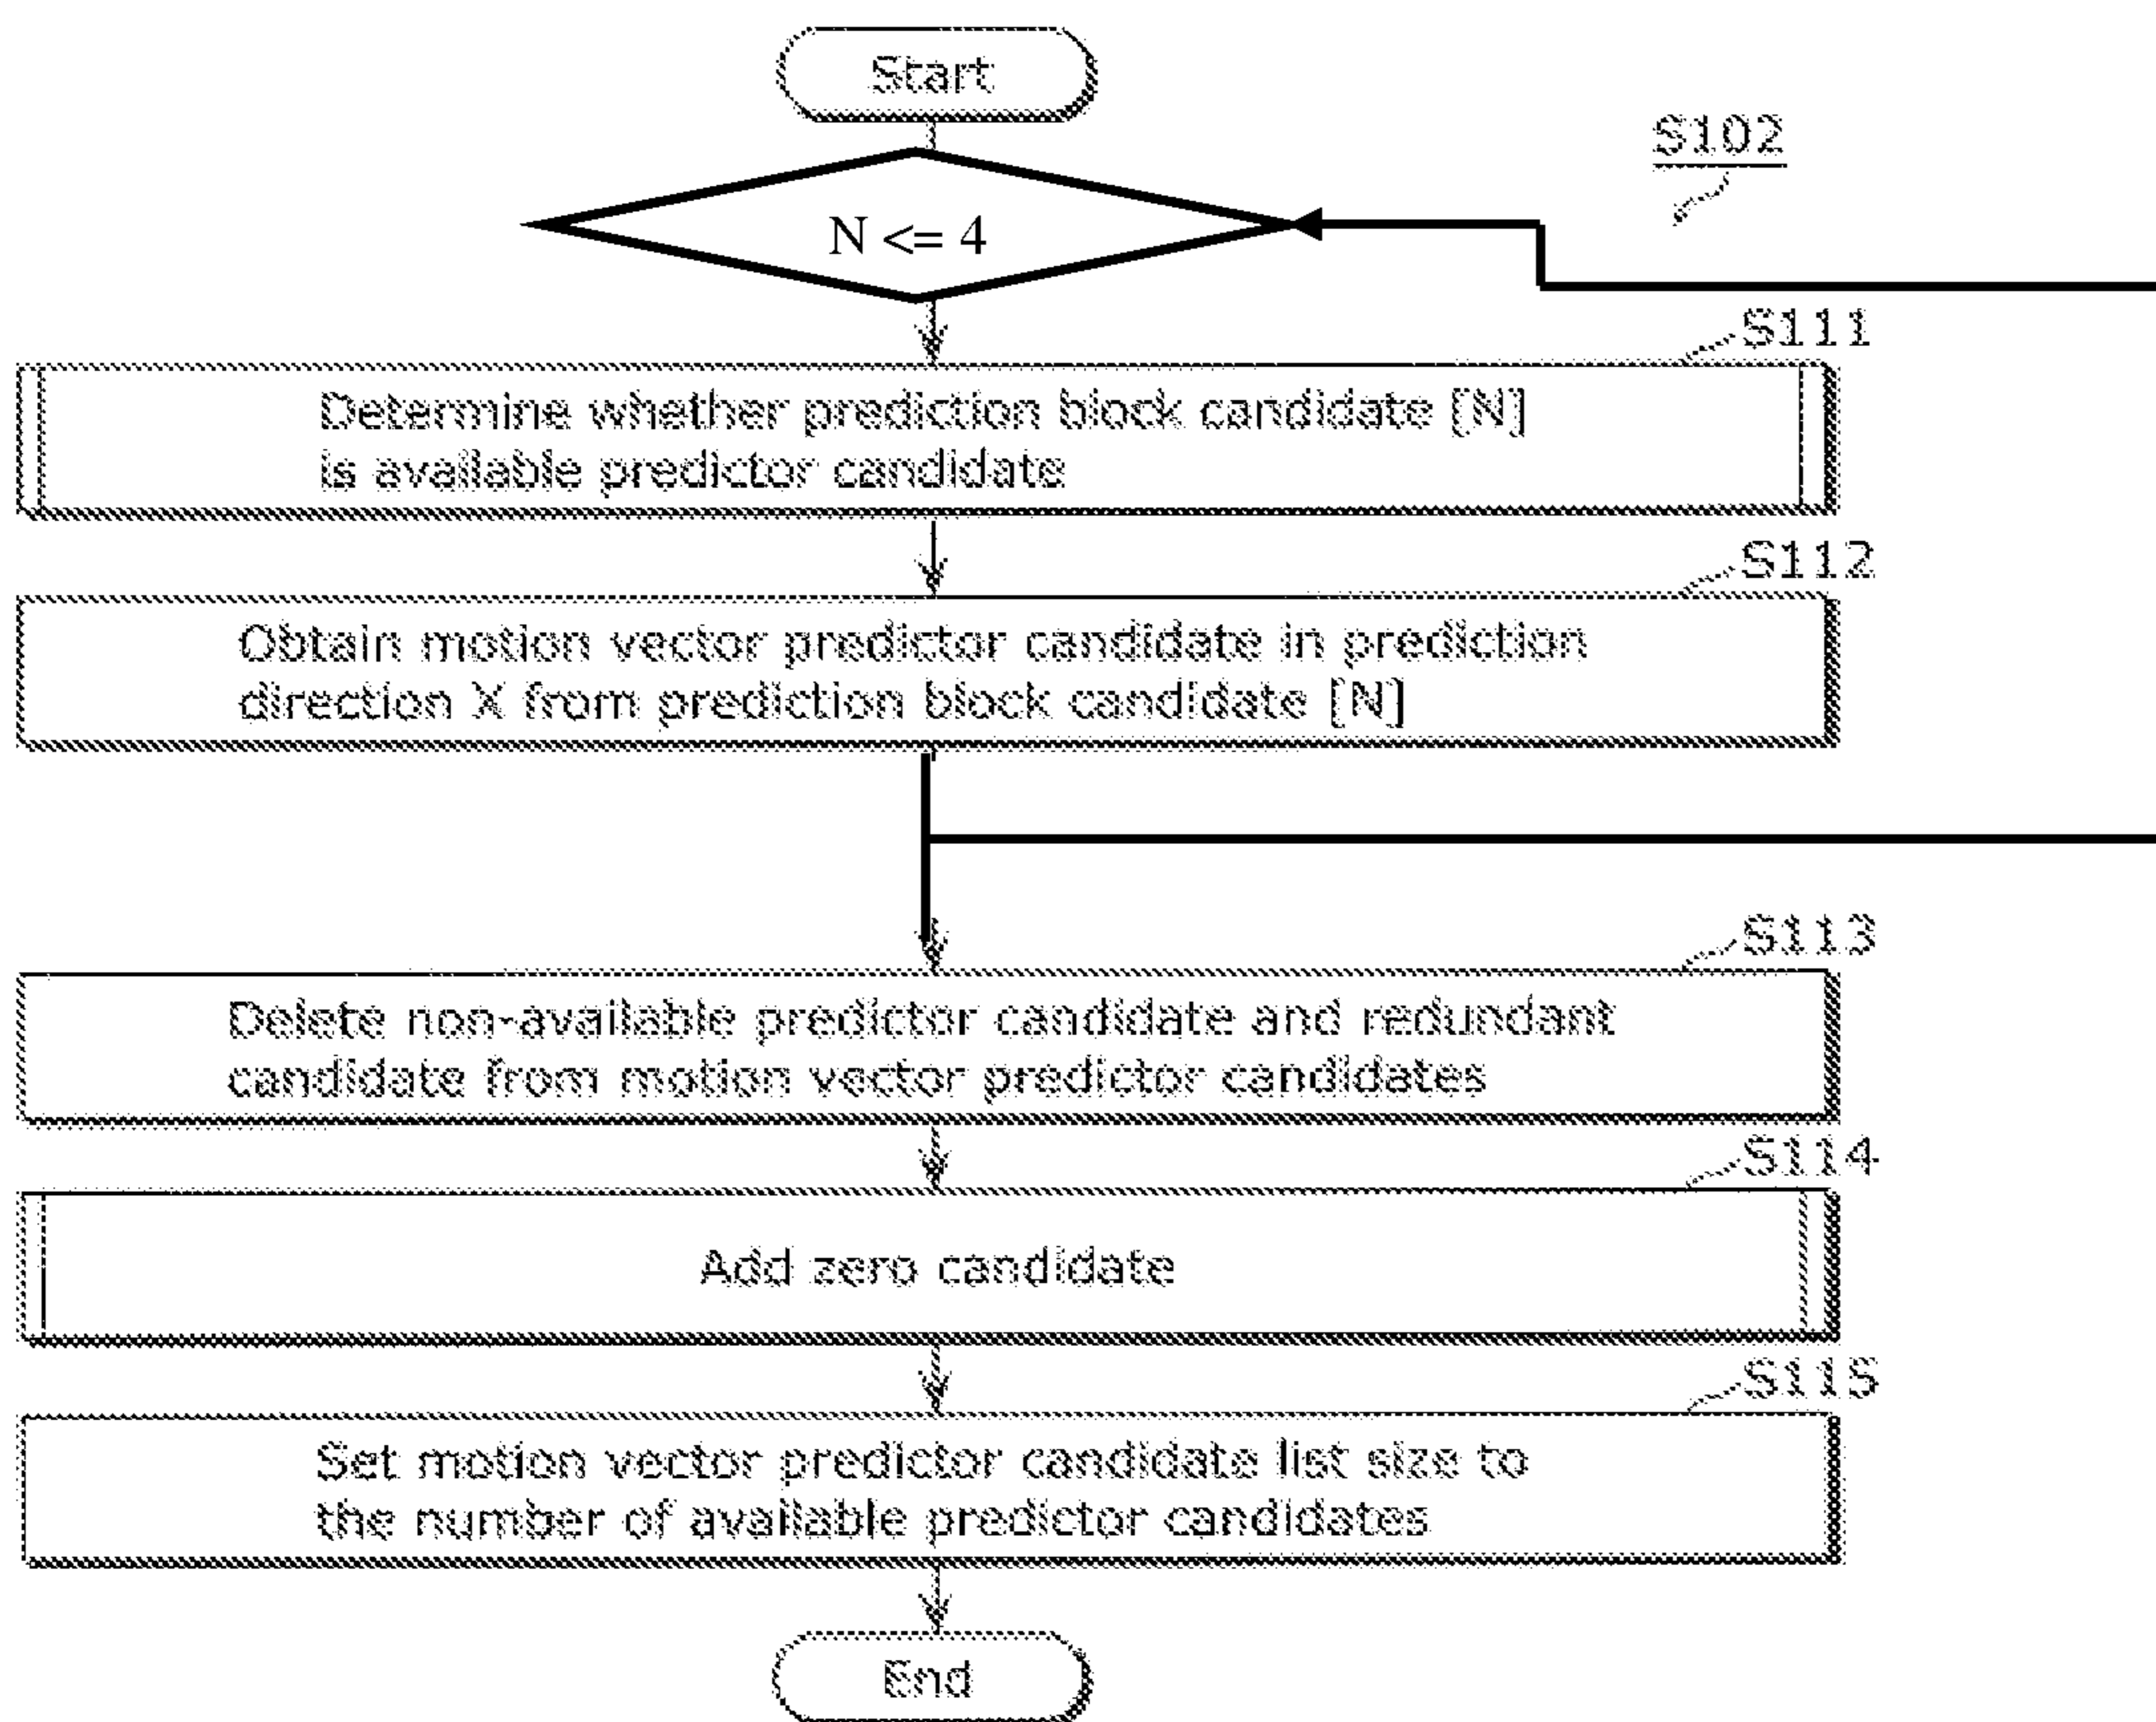 Start
S102
N <= 4
S111
Determine whether prediction block candidate [N]
is available predictor candidate
S112
Obtain motion vector predictor candidate in prediction
direction X from prediction block candidate [N]
S113
Delete non-available predictor candidate and redundant
candidate from motion vector predictor candidates
S114
Add zero candidate
S115
Set motion vector predictor candidate list size to
the number of available predictor candidates
End